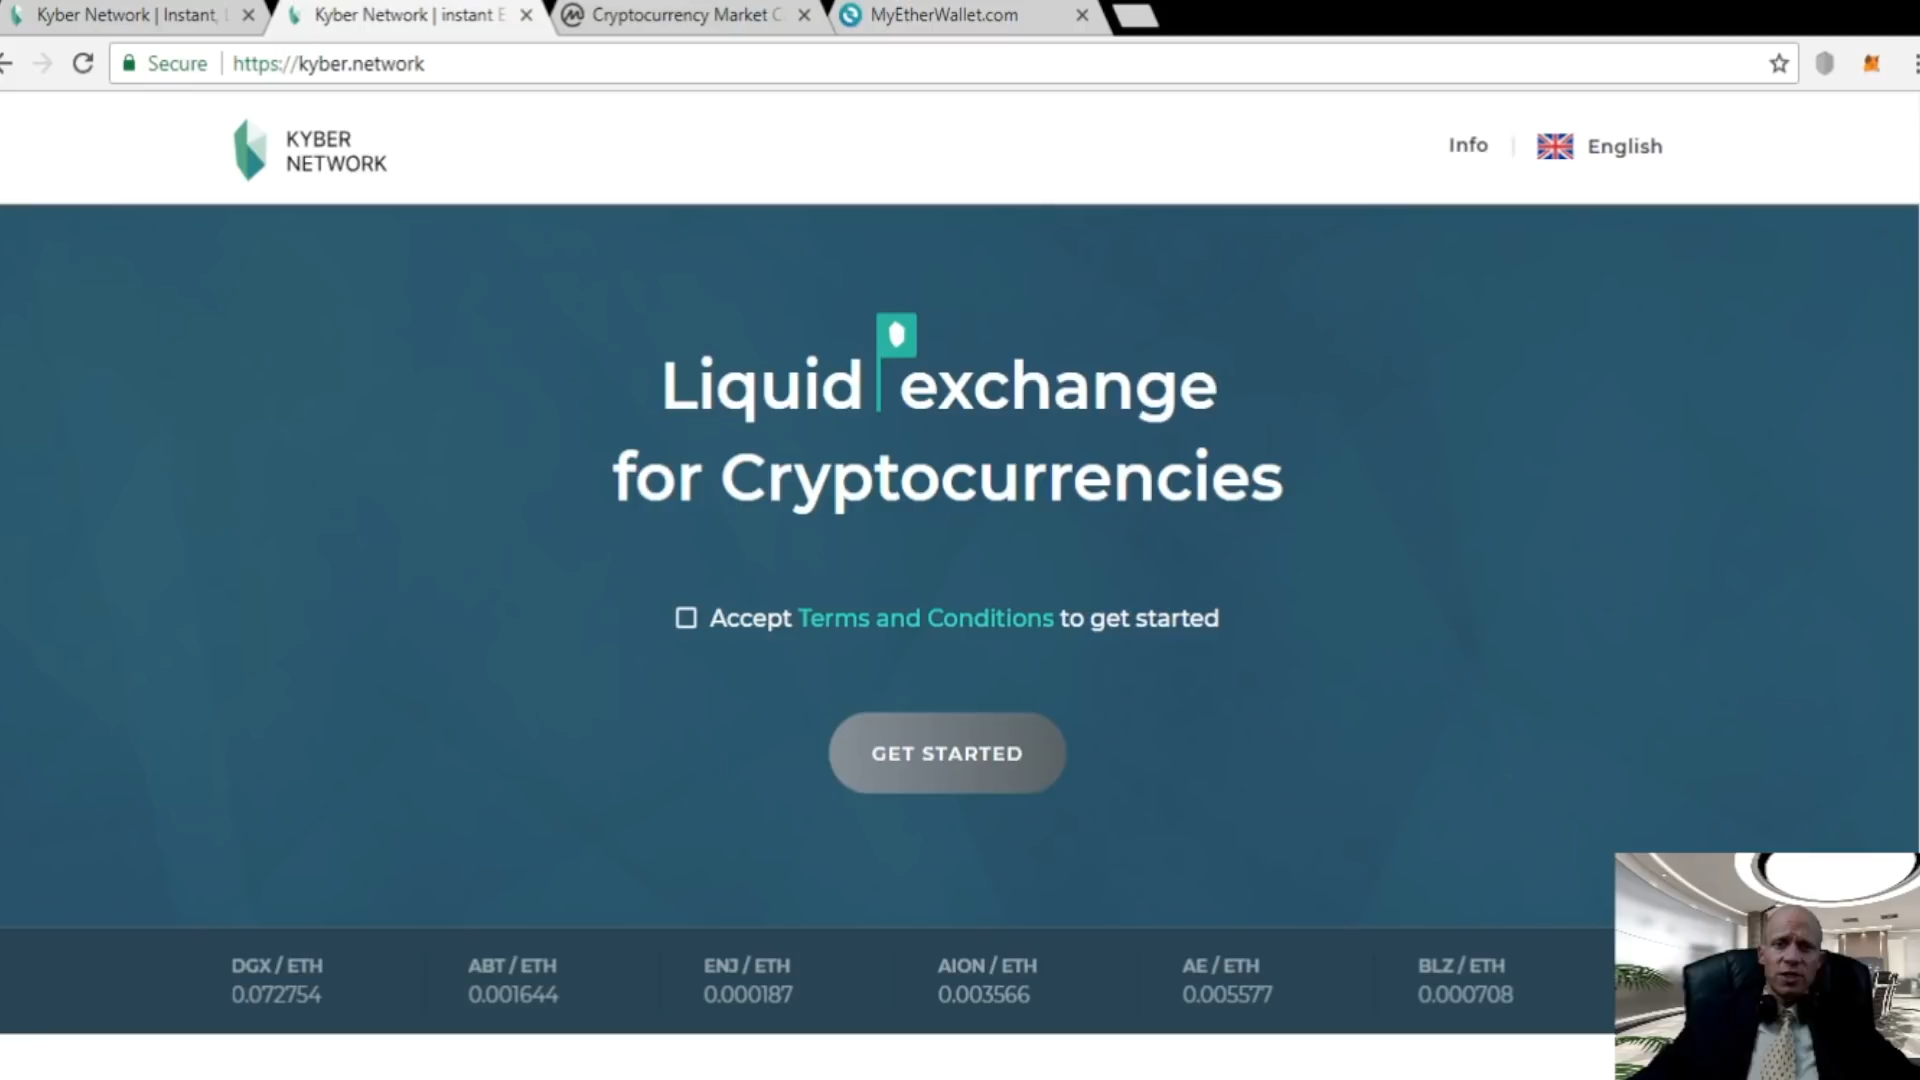 Kyber Network | Instant,
Kyber Network | instant E
Cryptocurrency Market C
MyEtherWallet.com
Secure
https://kyber.network
KYBER
NETWORK
Info
English
Liquid exchange
for Cryptocurrencies
Accept Terms and Conditions to get started
GET STARTED
DGX / ETH
0.072754
ABT / ETH
0.001644
ENJ / ETH
0.000187
AION / ETH
0.003566
AE / ETH
0.005577
BLZ / ETH
0.000708